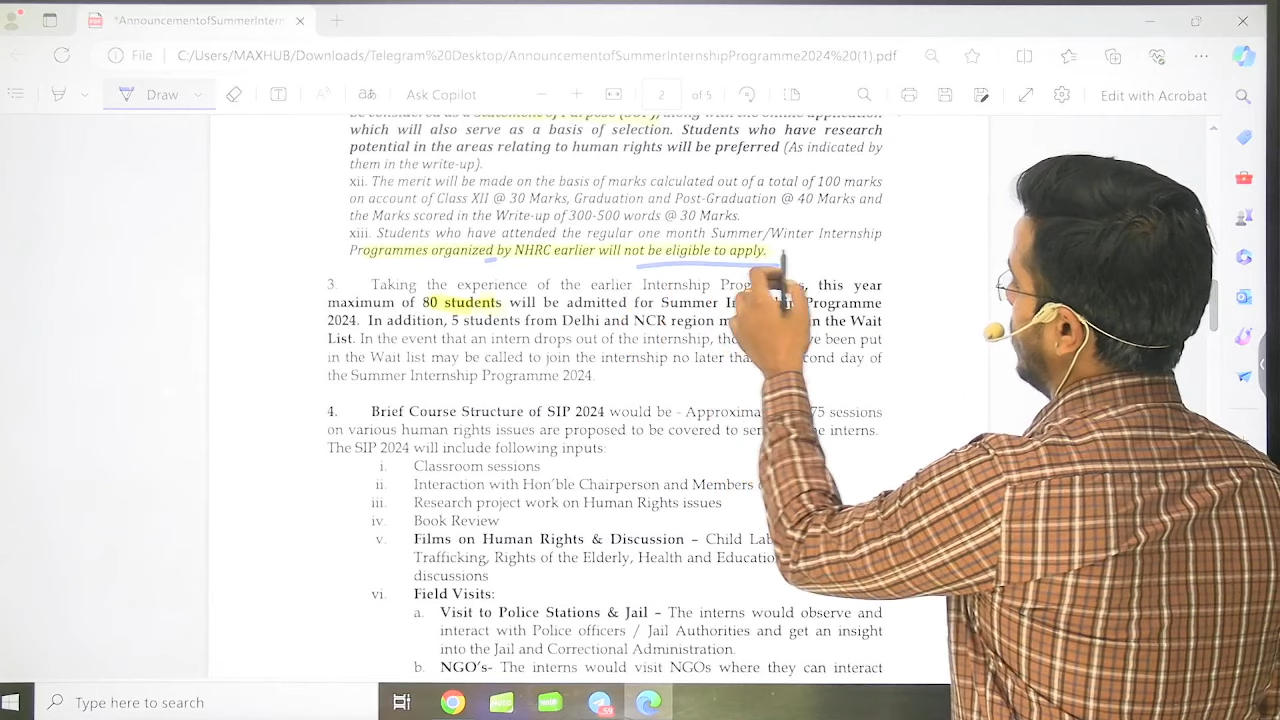 *AnnouncementofSummerIntern
File C:/Users/MAXHUB/Downloads/Telegram%20Desktop/AnnouncementofSummerInternshipProgramme2024%20(1).pdf
Draw Ask Copilot 2 of 5 Edit with Acrobat
be considered as a Statement of Purpose (SOP), along with the online application
which will also serve as a basis of selection. Students who have research
potential in the areas relating to human rights will be preferred (As indicated by
them in the write-up).
xii. The merit will be made on the basis of marks calculated out of a total of 100 marks
on account of Class XII @ 30 Marks, Graduation and Post-Graduation @ 40 Marks and
the Marks scored in the Write-up of 300-500 words @ 30 Marks.
xiii. Students who have attended the regular one month Summer/Winter Internship
Programmes organized by NHRC earlier will not be eligible to apply.
3. Taking the experience of the earlier Internship this year
maximum of 80 students will be admitted for Summer Programme
2024. In addition, 5 students from Delhi and NCR region in the Wait
List. In the event that an intern drops out of the internship, been put
in the Wait list may be called to join the internship no later day of
the Summer Internship Programme 2024.
4. Brief Course Structure of SIP 2024 would be - 75 sessions
on various human rights issues are proposed to be covered to interns.
The SIP 2024 will include following inputs:
i. Classroom sessions
ii. Interaction with Hon'ble Chairperson and Members
iii. Research project work on Human Rights issues
iv. Book Review
v. Films on Human Rights & Discussion – Child
Trafficking, Rights of the Elderly, Health and
discussions
vi. Field Visits:
a. Visit to Police Stations & Jail – The interns would observe and
interact with Police officers / Jail Authorities and get an insight
into the Jail and Correctional Administration.
b. NGO's- The interns would visit NGOs where they can interact
Type here to search
59